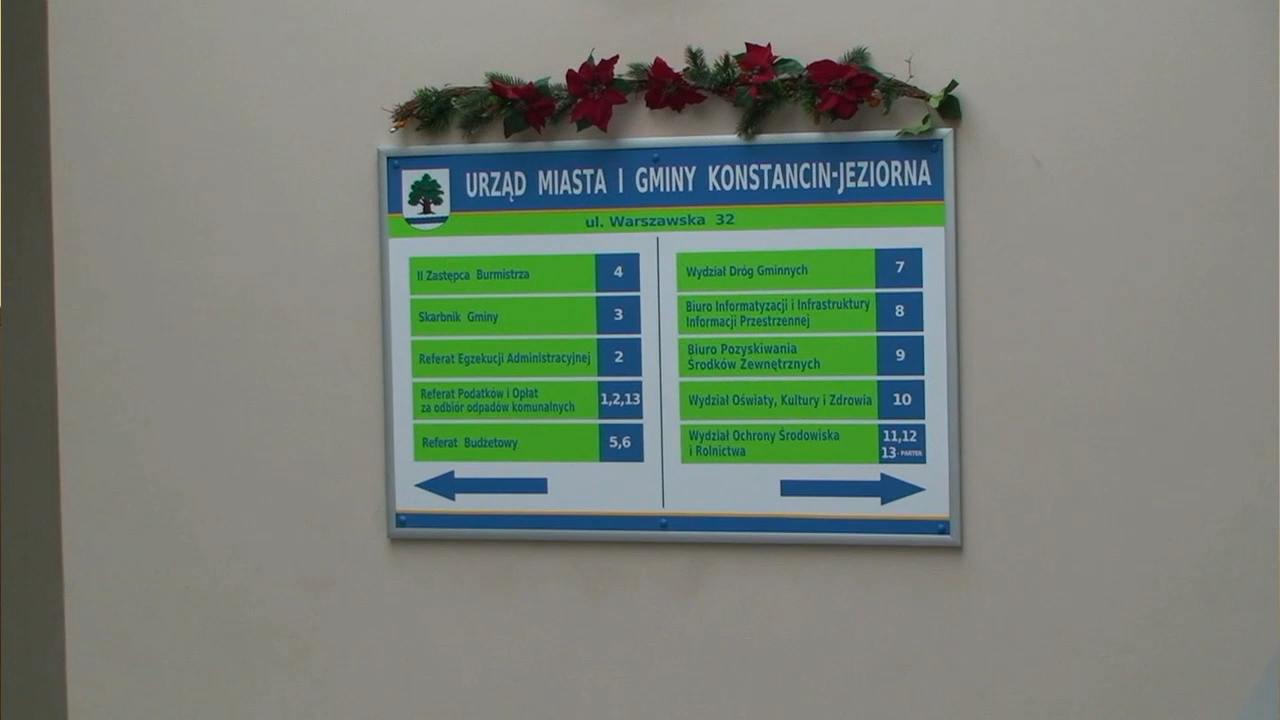 URZĄD MIASTA I GMINY KONSTANCIN-JEZIORNA
ul. Warszawska 32
II Zastępca Burmistrza 4
Skarbnik Gminy 3
Referat Egzekucji Administracyjnej 2
Referat Podatków i Opłat
za odbiór odpadów komunalnych 1,2,13
Referat Budżetowy 5,6
Wydział Dróg Gminnych 7
Biuro Informatyzacji i Infrastruktury
Informacji Przestrzennej 8
Biuro Pozyskiwania
Środków Zewnętrznych 9
Wydział Oświaty, Kultury i Zdrowia 10
Wydział Ochrony Środowiska 11,12
i Rolnictwa 13 - PARTER